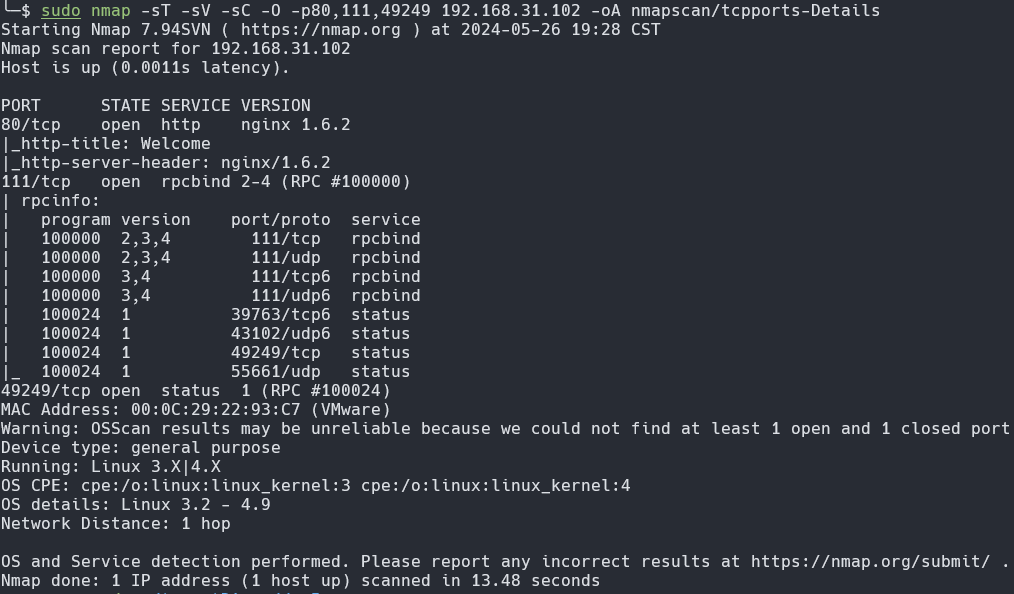 └─$ sudo nmap -sT -sV -sC -O -p80,111,49249 192.168.31.102 -oA nmapscan/tcpports-Details
Starting Nmap 7.94SVN ( https://nmap.org ) at 2024-05-26 19:28 CST
Nmap scan report for 192.168.31.102
Host is up (0.0011s latency).

PORT      STATE SERVICE VERSION
80/tcp    open  http    nginx 1.6.2
|_http-title: Welcome
|_http-server-header: nginx/1.6.2
111/tcp   open  rpcbind 2-4 (RPC #100000)
| rpcinfo:
|   program version    port/proto  service
|   100000  2,3,4        111/tcp   rpcbind
|   100000  2,3,4        111/udp   rpcbind
|   100000  3,4          111/tcp6  rpcbind
|   100000  3,4          111/udp6  rpcbind
|   100024  1          39763/tcp6  status
|   100024  1          43102/udp6  status
|   100024  1          49249/tcp   status
|_  100024  1          55661/udp   status
49249/tcp open  status  1 (RPC #100024)
MAC Address: 00:0C:29:22:93:C7 (VMware)
Warning: OSScan results may be unreliable because we could not find at least 1 open and 1 closed port
Device type: general purpose
Running: Linux 3.X|4.X
OS CPE: cpe:/o:linux:linux_kernel:3 cpe:/o:linux:linux_kernel:4
OS details: Linux 3.2 - 4.9
Network Distance: 1 hop

OS and Service detection performed. Please report any incorrect results at https://nmap.org/submit/ .
Nmap done: 1 IP address (1 host up) scanned in 13.48 seconds